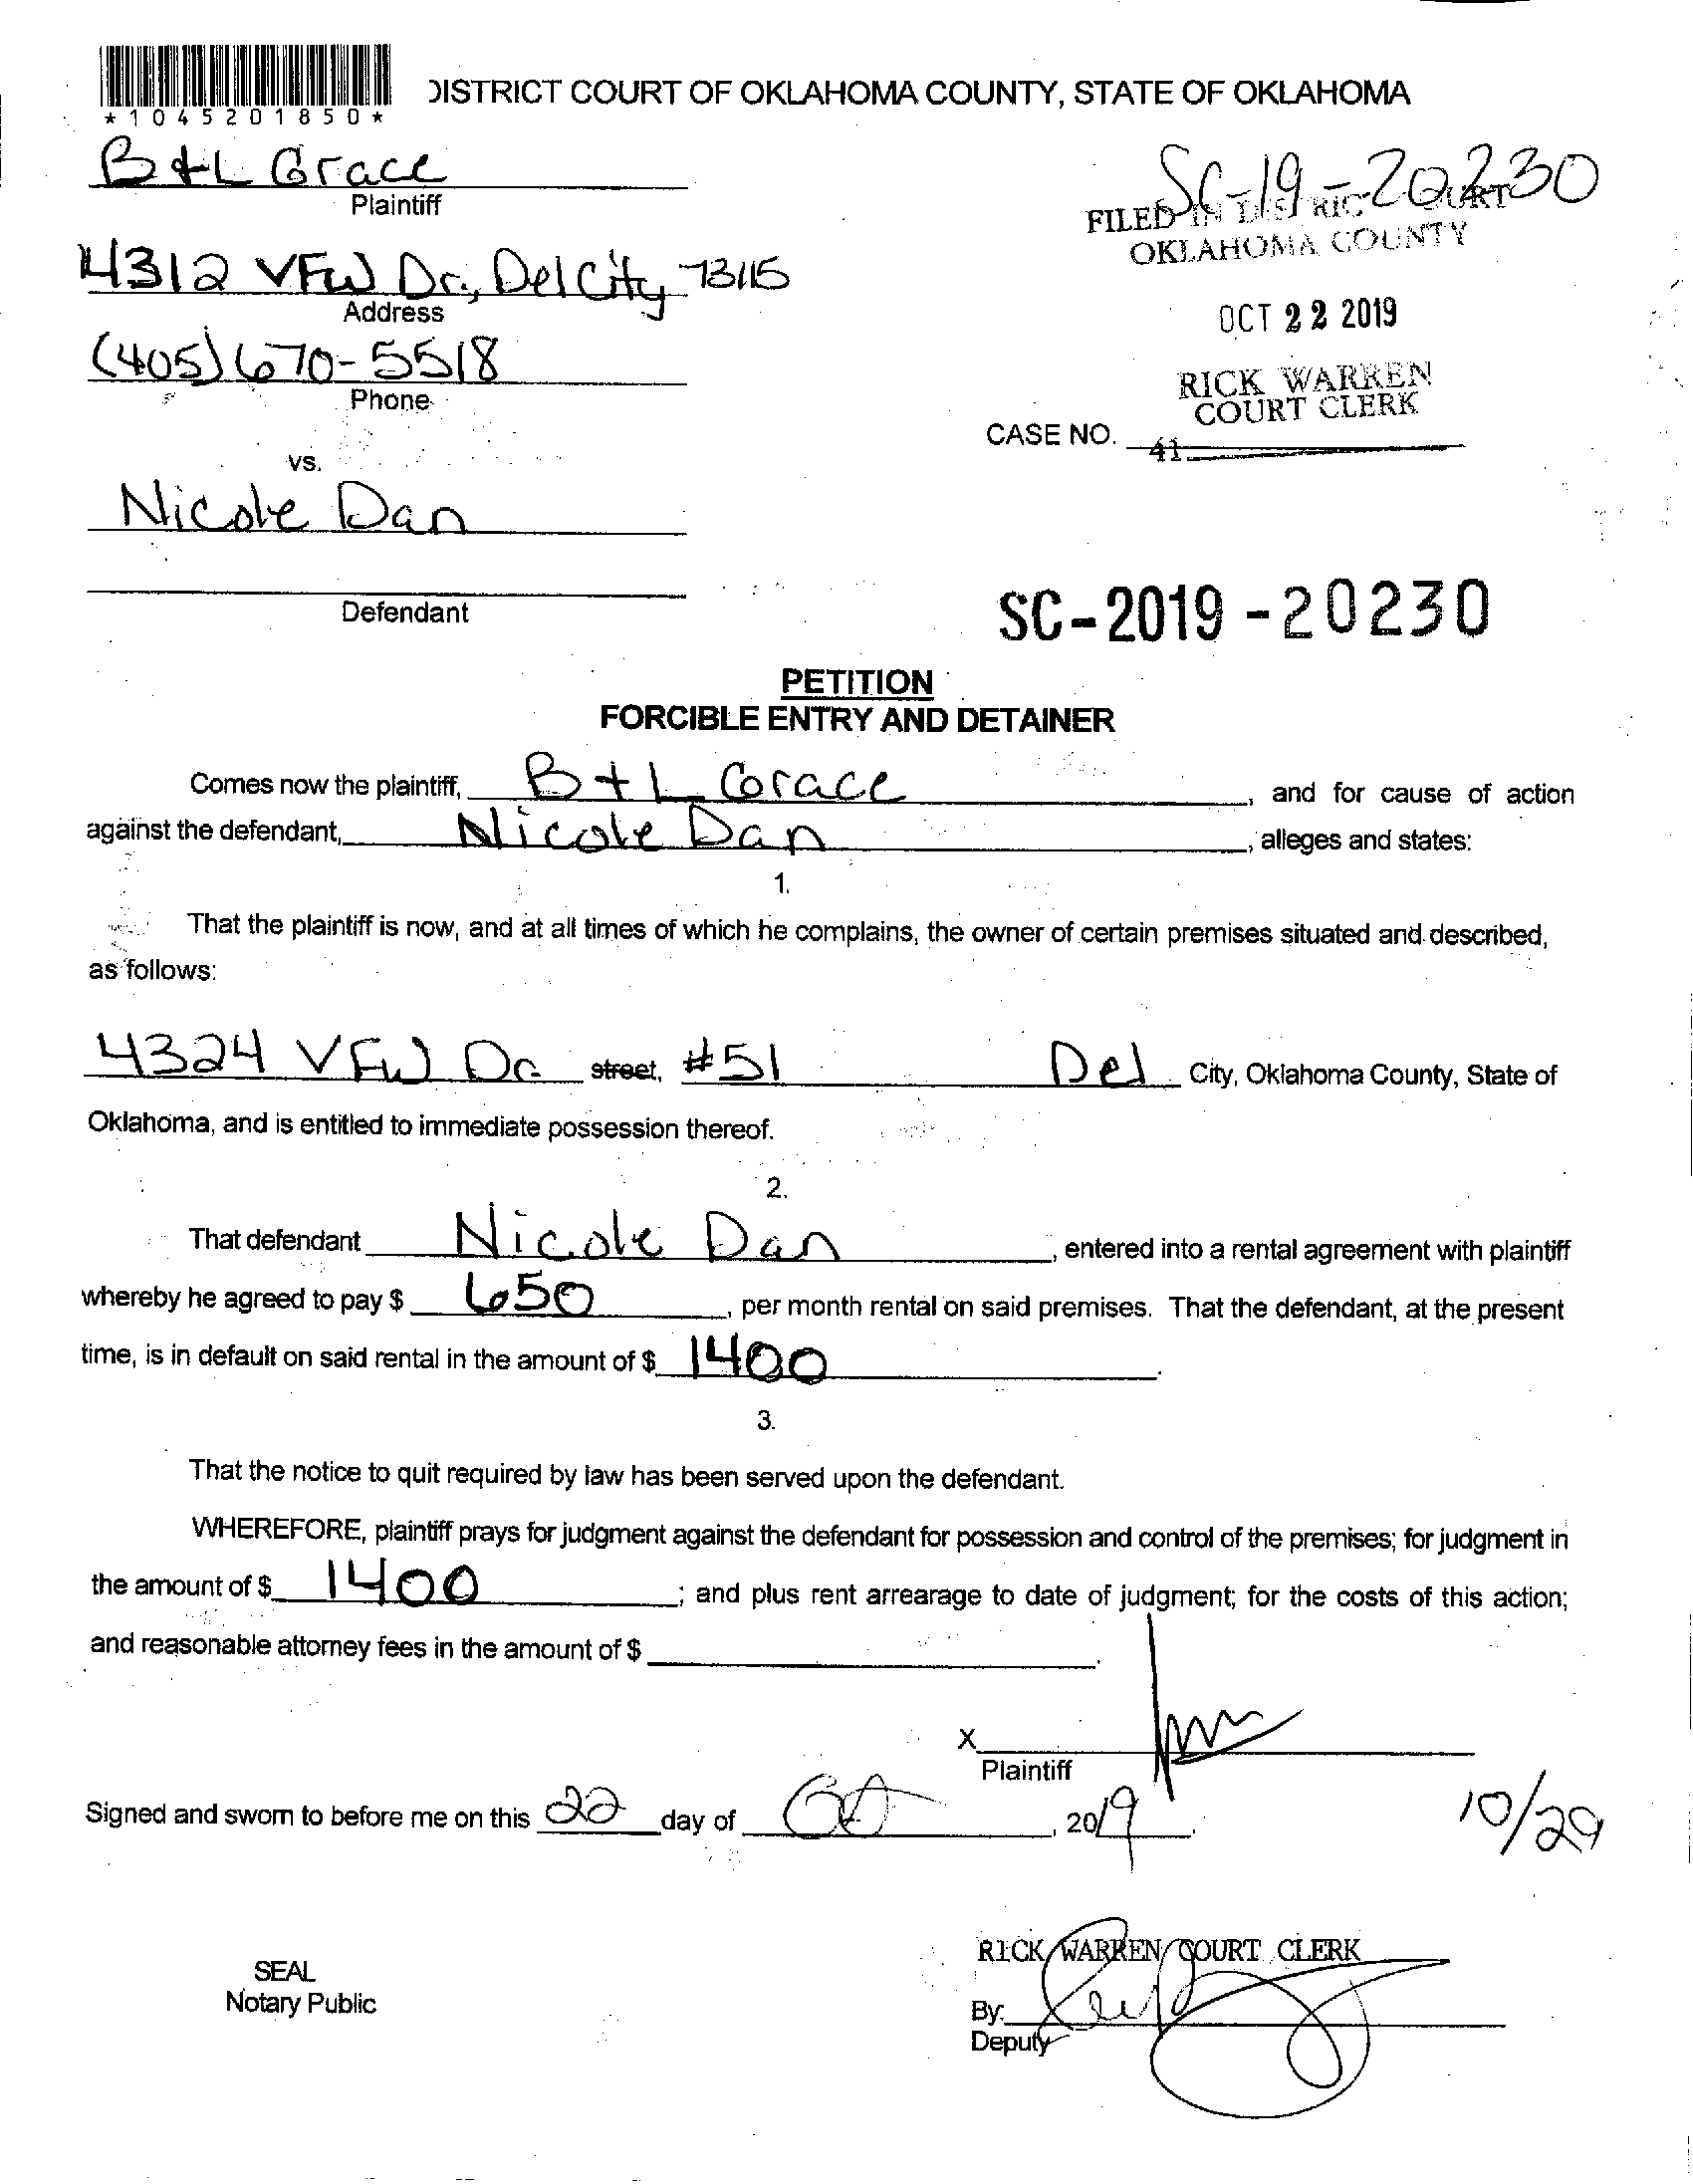 *1045201850*
DISTRICT COURT OF OKLAHOMA COUNTY, STATE OF OKLAHOMA
B+L Grace
Plaintiff
SC-19-20230
FILED IN DISTRICT COURT
OKLAHOMA COUNTY
4312 VFW Dr., Del City 73115
Address
OCT 22 2019
(405) 670-5518
Phone
RICK WARREN
COURT CLERK
CASE NO. 41
vs.
Nicole Dan
Defendant
SC-2019-20230
PETITION
FORCIBLE ENTRY AND DETAINER
Comes now the plaintiff, B+L Grace, and for cause of action
against the defendant, Nicole Dan, alleges and states:
1.
That the plaintiff is now, and at all times of which he complains, the owner of certain premises situated and described,
as follows:
4324 VFW Dr. street, #51 Del City, Oklahoma County, State of
Oklahoma, and is entitled to immediate possession thereof.
2.
That defendant Nicole Dan, entered into a rental agreement with plaintiff
whereby he agreed to pay $ 650, per month rental on said premises. That the defendant, at the present
time, is in default on said rental in the amount of $ 1400.
3.
That the notice to quit required by law has been served upon the defendant.
WHEREFORE, plaintiff prays for judgment against the defendant for possession and control of the premises; for judgment in
the amount of $ 1400; and plus rent arrearage to date of judgment; for the costs of this action;
and reasonable attorney fees in the amount of $ .
X
Plaintiff
Signed and sworn to before me on this 22 day of Oct, 2019.
10/29
RICK WARREN COURT CLERK
SEAL
Notary Public
By:
Deputy